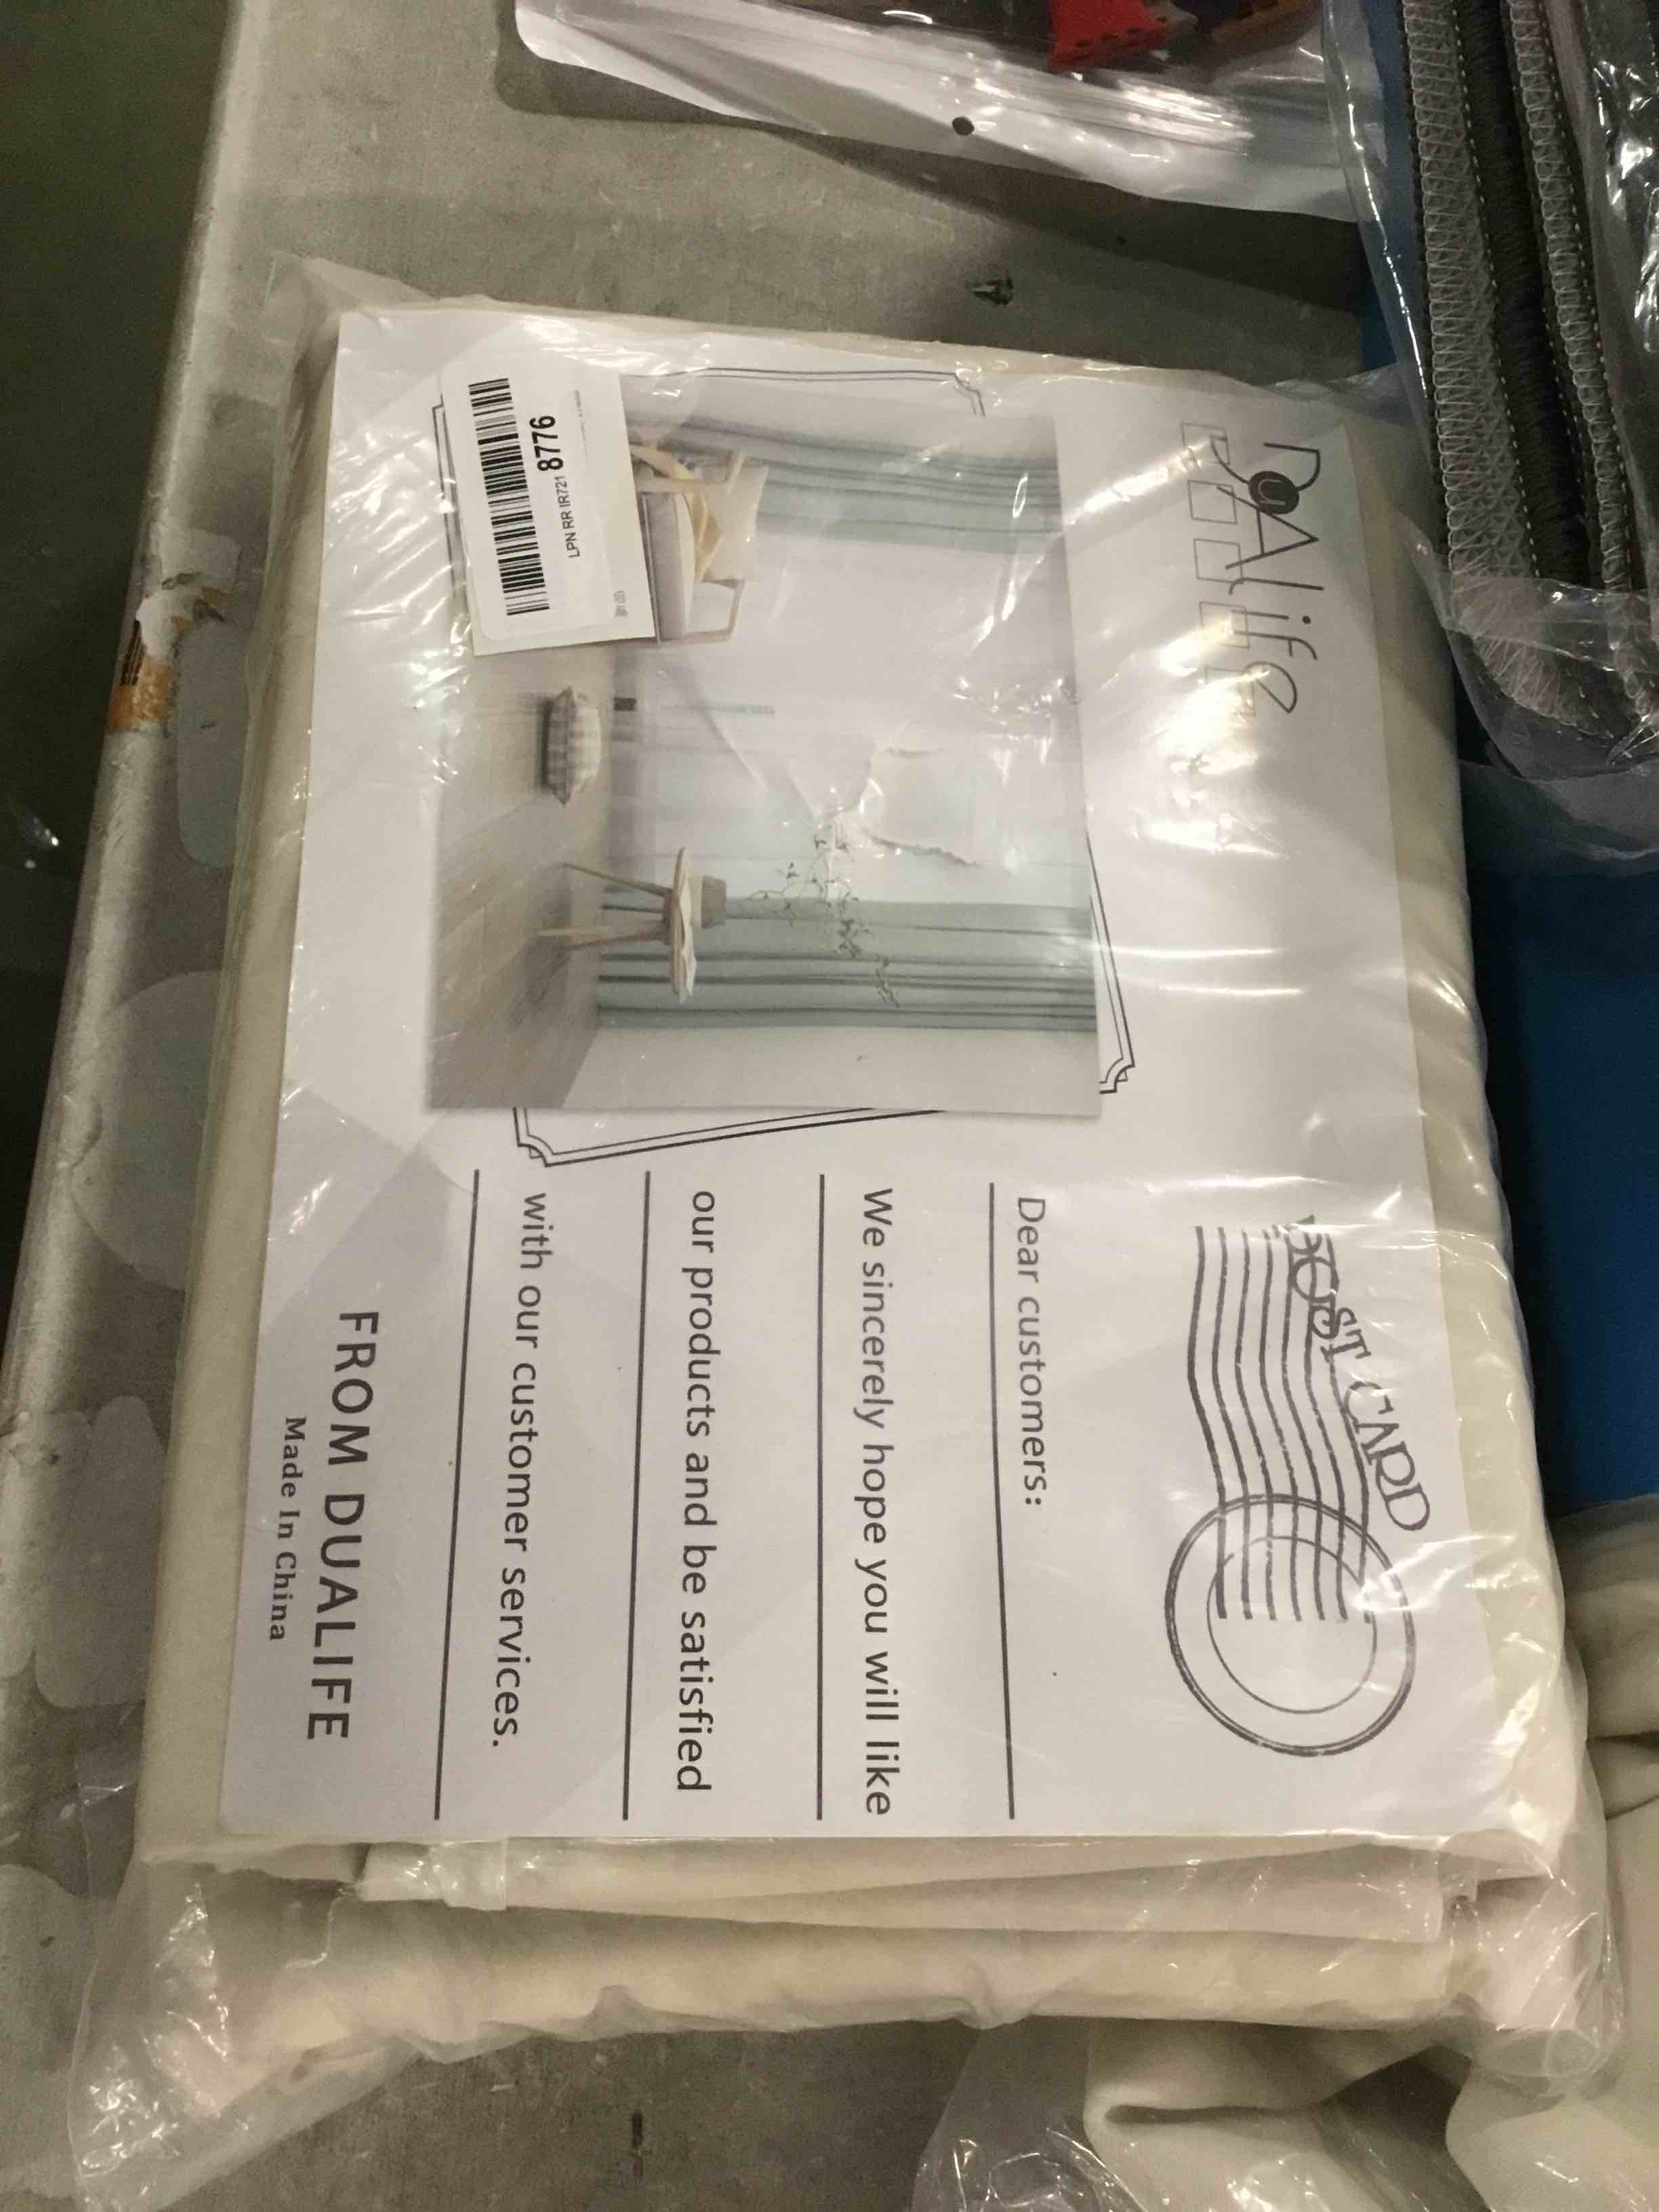 DUALife
POST CARD
LPN RR IR721 8776
Dear customers:
We sincerely hope you will like
our products and be satisfied
with our customer services.
FROM DUALIFE
Made In China